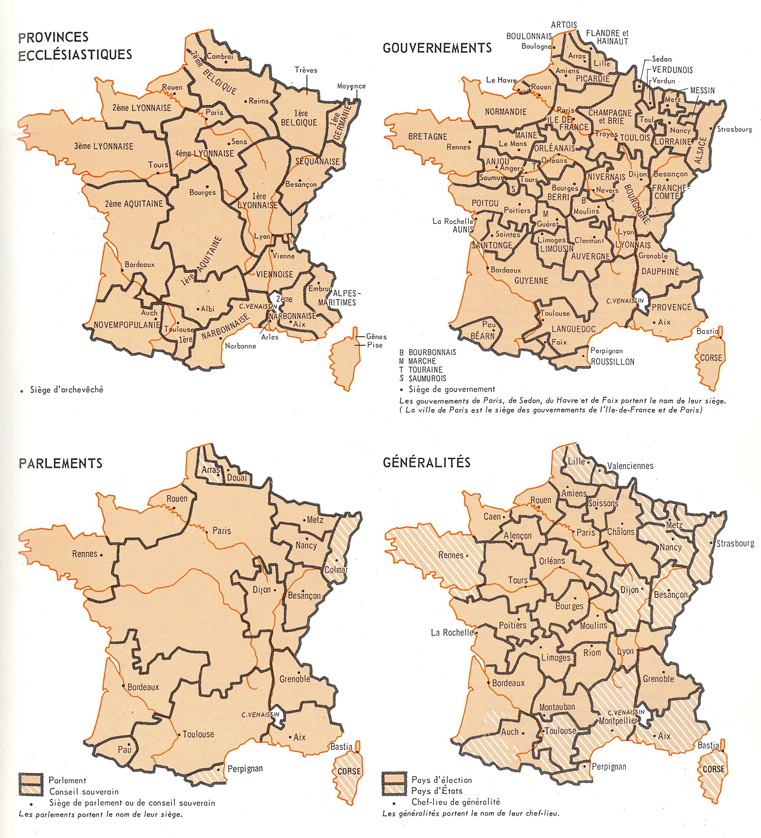 PROVINCES
ECCLÉSIASTIQUES
Cambrai
2ème BELGIQUE
Rouen
Trèves
Reims
Mayence
2ème LYONNAISE
Paris
1ère
BELGIQUE
1ère
GERMANIE
3ème LYONNAISE
Sens
4ème LYONNAISE
SÉQUANAISE
Tours
Bourges
Besançon
2ème AQUITAINE
1ère
LYONNAISE
Lyon
Vienne
1ère AQUITAINE
VIENNOISE
Bordeaux
Embrun
ALPES-
MARITIMES
C.VENAISSIN
2ème
NARBONNAISE
Auch
Albi
NOVEMPOPULANIE
Toulouse
1ère
NARBONNAISE
Aix
Arles
Narbonne
Gênes
Pise
• Siège d'archevêché
GOUVERNEMENTS
ARTOIS
BOULONNAIS
FLANDRE et
HAINAUT
Boulogne
Arras
Lille
Amiens
PICARDIE
Sedan
VERDUNOIS
Verdun
Le Havre
Rouen
MESSIN
Metz
NORMANDIE
Paris
ILE DE
FRANCE
CHAMPAGNE
et BRIE
Toul
Nancy
Strasbourg
BRETAGNE
Rennes
MAINE
Le Mans
Troyes
TOULOIS
LORRAINE
ALSACE
ORLÉANAIS
Orléans
ANJOU
Angers
T
Saumur
Tours
NIVERNAIS
Dijon
Besançon
S
Bourges
BERRI
Nevers
FRANCHE-
COMTÉ
POITOU
Poitiers
B
Moulins
BOURGOGNE
La Rochelle
AUNIS
M
Guéret
Saintes
SAINTONGE
Limoges
LIMOUSIN
Clermont
AUVERGNE
Lyon
LYONNAIS
Grenoble
Bordeaux
DAUPHINÉ
GUYENNE
C.VENAISSIN
PROVENCE
Toulouse
Aix
Pau
BÉARN
LANGUEDOC
Foix
Bastia
Perpignan
ROUSSILLON
CORSE
B BOURBONNAIS
M MARCHE
T TOURAINE
S SAUMUROIS
• Siège de gouvernement
Les gouvernements de Paris, de Sedan, du Havre et de Foix portent le nom de leur siège.
( La ville de Paris est le siège des gouvernements de l'Ile-de-France et de Paris)
PARLEMENTS
Arras
Douai
Rouen
Metz
Paris
Nancy
Rennes
Colmar
Dijon
Besançon
Grenoble
Bordeaux
C.VENAISSIN
Toulouse
Aix
Pau
Bastia
Perpignan
CORSE
Parlement
Conseil souverain
• Siège de parlement ou de conseil souverain
Les parlements portent le nom de leur siège.
GÉNÉRALITÉS
Lille
Valenciennes
Amiens
Rouen
Soissons
Caen
Metz
Paris
Châlons
Alençon
Nancy
Strasbourg
Rennes
Orléans
Tours
Dijon
Besançon
Bourges
Poitiers
Moulins
La Rochelle
Limoges
Riom
Lyon
Bordeaux
Grenoble
Montauban
C.VENAISSIN
Auch
Toulouse
Montpellier
Aix
Bastia
Perpignan
CORSE
Pays d'élection
Pays d'États
• Chef-lieu de généralité
Les généralités portent le nom de leur chef-lieu.